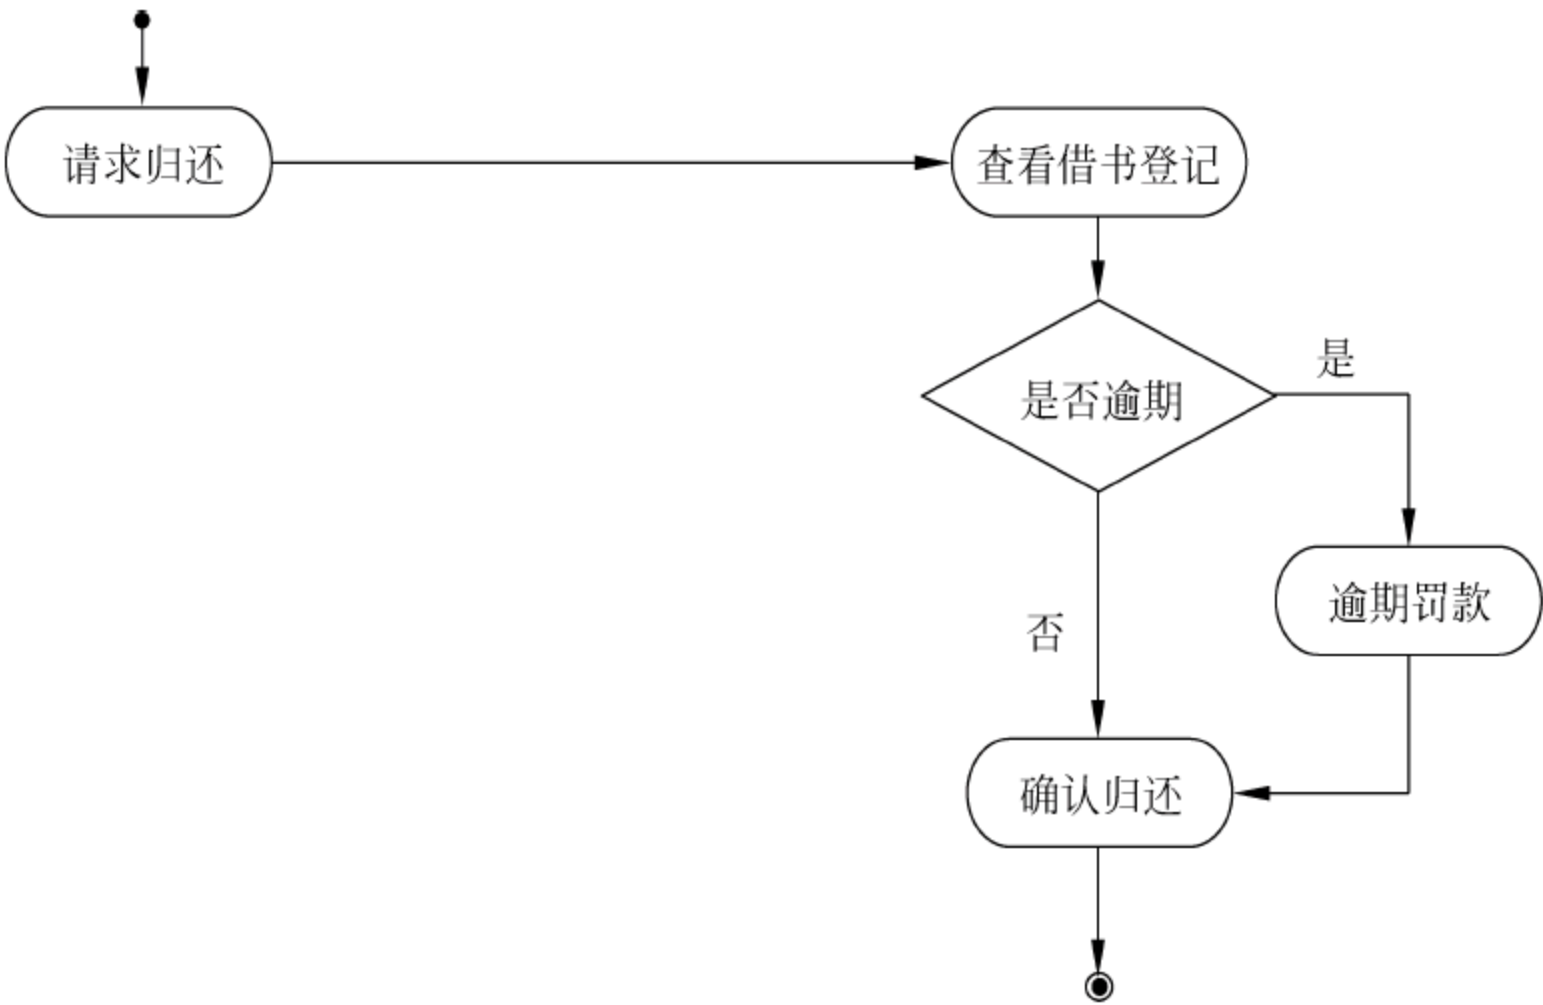 请求归还
查看借书登记
是否逾期
是
逾期罚款
否
确认归还